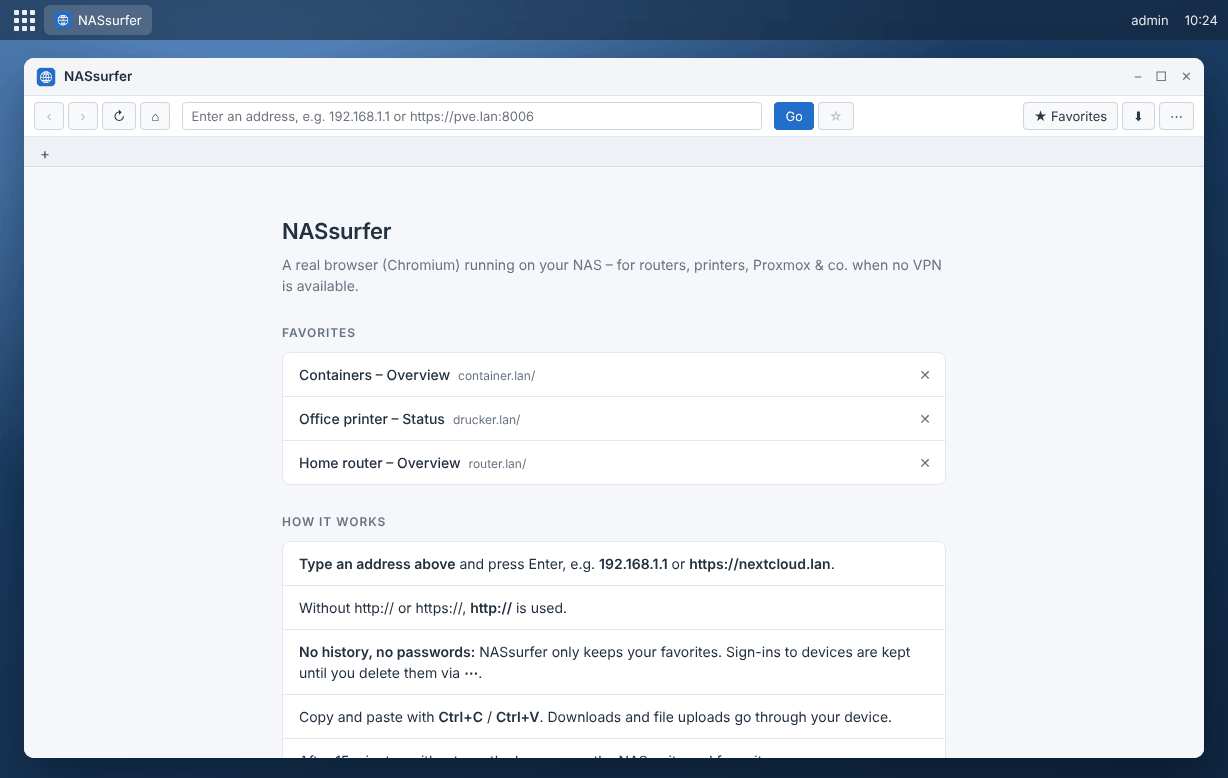 NASsurfer
admin 10:24
NASsurfer
Enter an address, e.g. 192.168.1.1 or https://pve.lan:8006
Go
★ Favorites
+
NASsurfer
A real browser (Chromium) running on your NAS – for routers, printers, Proxmox & co. when no VPN
is available.
FAVORITES
Containers – Overview container.lan/
Office printer – Status drucker.lan/
Home router – Overview router.lan/
HOW IT WORKS
Type an address above and press Enter, e.g. 192.168.1.1 or https://nextcloud.lan.
Without http:// or https://, http:// is used.
No history, no passwords: NASsurfer only keeps your favorites. Sign-ins to devices are kept
until you delete them via ⋯.
Copy and paste with Ctrl+C / Ctrl+V. Downloads and file uploads go through your device.